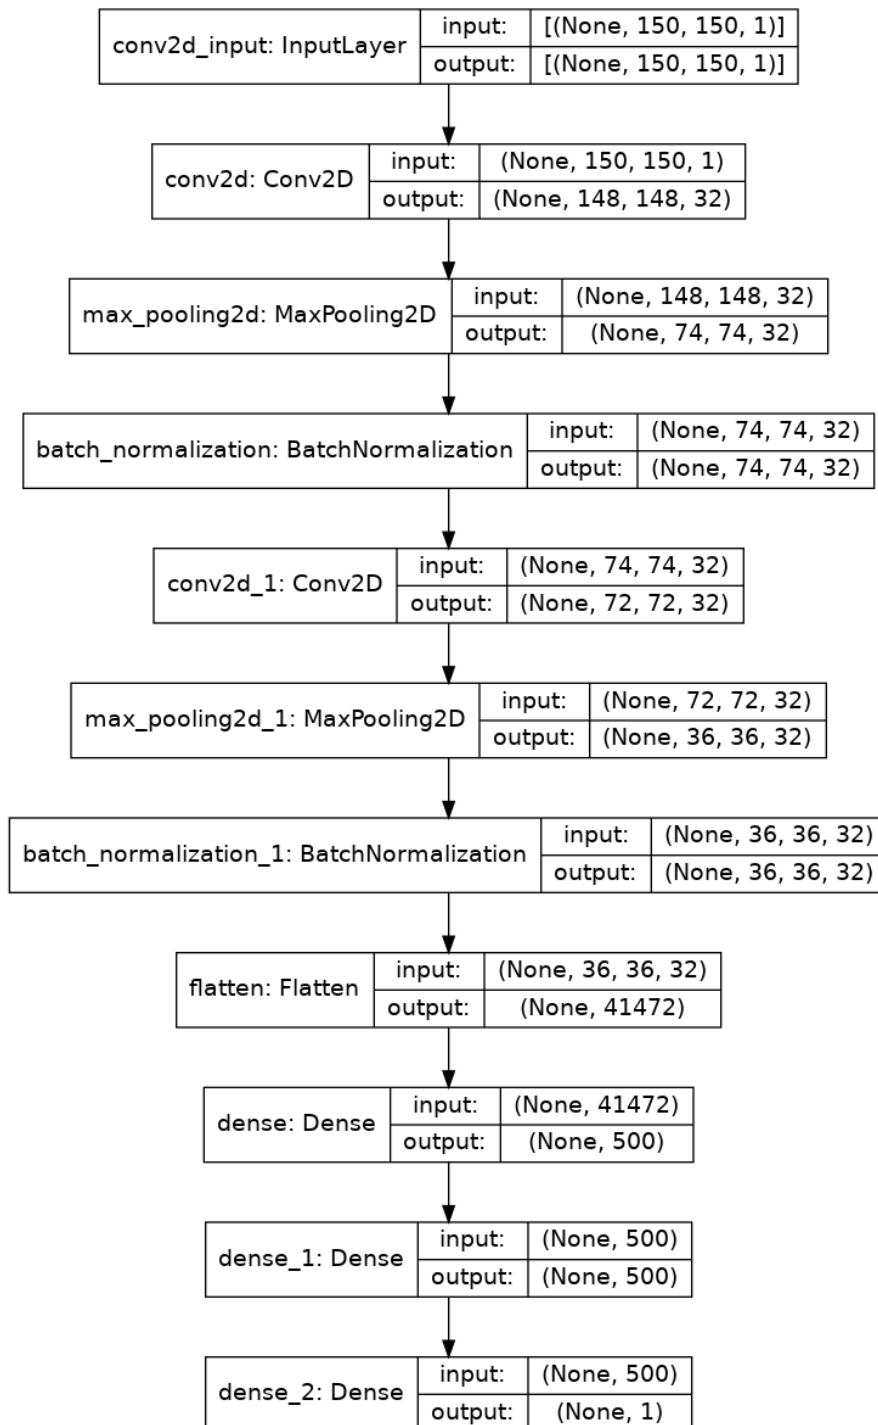 conv2d_input: InputLayer
input: [(None, 150, 150, 1)]
output: [(None, 150, 150, 1)]
conv2d: Conv2D
input: (None, 150, 150, 1)
output: (None, 148, 148, 32)
max_pooling2d: MaxPooling2D
input: (None, 148, 148, 32)
output: (None, 74, 74, 32)
batch_normalization: BatchNormalization
input: (None, 74, 74, 32)
output: (None, 74, 74, 32)
conv2d_1: Conv2D
input: (None, 74, 74, 32)
output: (None, 72, 72, 32)
max_pooling2d_1: MaxPooling2D
input: (None, 72, 72, 32)
output: (None, 36, 36, 32)
batch_normalization_1: BatchNormalization
input: (None, 36, 36, 32)
output: (None, 36, 36, 32)
flatten: Flatten
input: (None, 36, 36, 32)
output: (None, 41472)
dense: Dense
input: (None, 41472)
output: (None, 500)
dense_1: Dense
input: (None, 500)
output: (None, 500)
dense_2: Dense
input: (None, 500)
output: (None, 1)